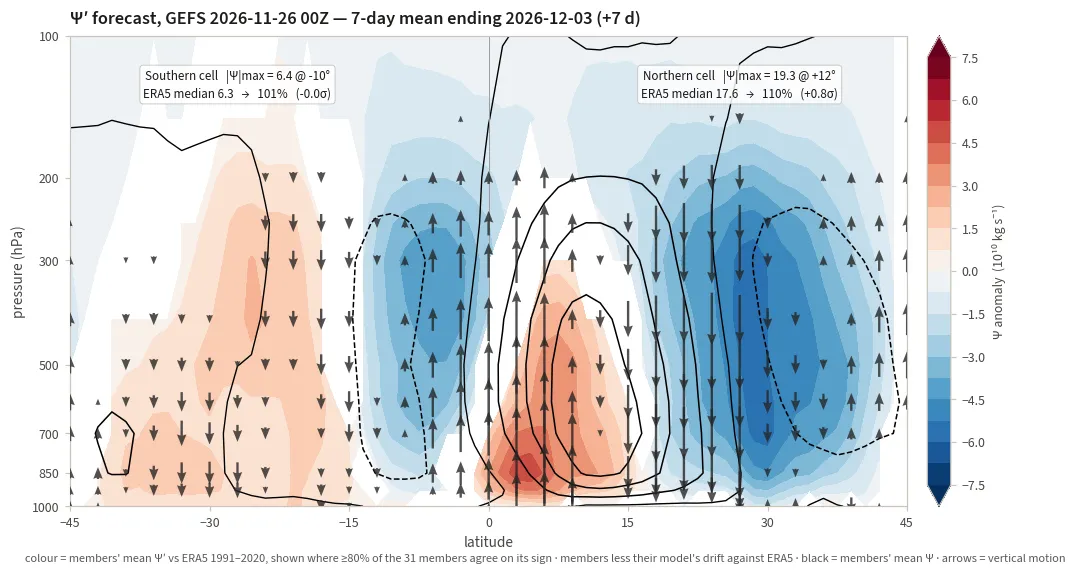 Ψ′ forecast, GEFS 2026-11-26 00Z — 7-day mean ending 2026-12-03 (+7 d)
Southern cell |Ψ|max = 6.4 @ -10°
ERA5 median 6.3 → 101% (-0.0σ)
Northern cell |Ψ|max = 19.3 @ +12°
ERA5 median 17.6 → 110% (+0.8σ)
pressure (hPa)
100
200
300
400
500
700
850
1000
−45
−30
−15
0
15
30
45
latitude
7.5
6.0
4.5
3.0
1.5
0.0
−1.5
−3.0
−4.5
−6.0
−7.5
Ψ anomaly (10¹⁰ kg s⁻¹)
colour = members' mean Ψ′ vs ERA5 1991–2020, shown where ≥80% of the 31 members agree on its sign · members less their model's drift against ERA5 · black = members' mean Ψ · arrows = vertical motion